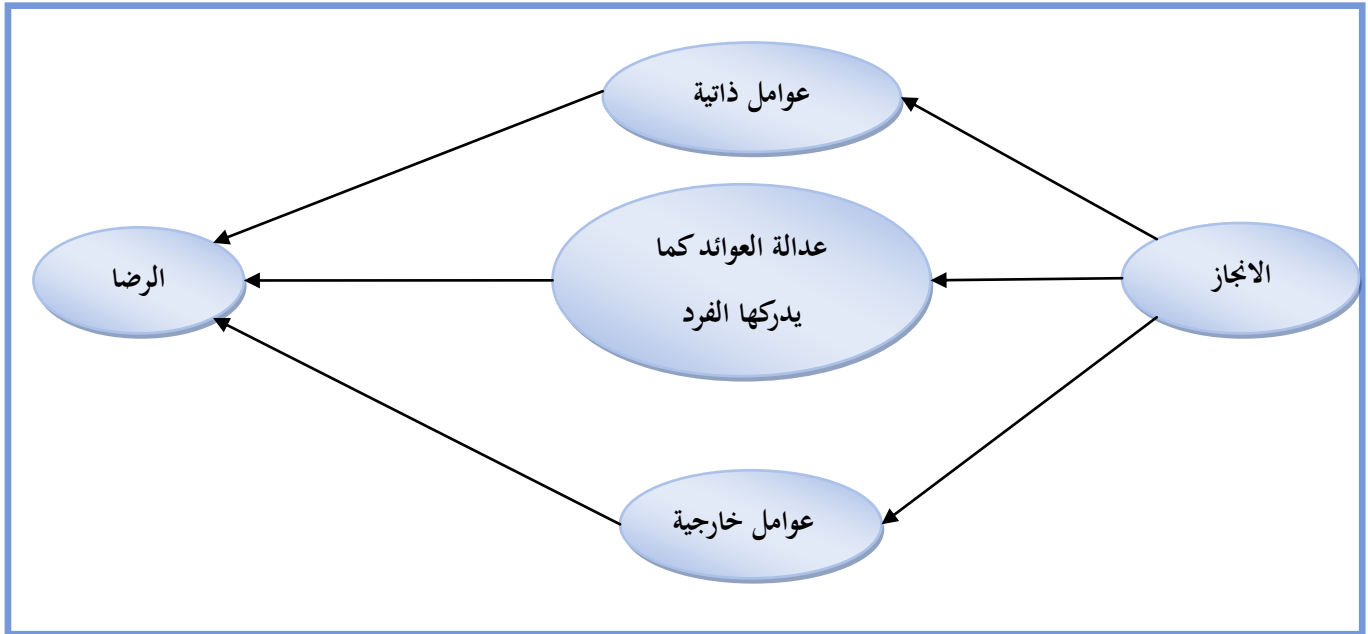 عوامل ذاتية
الانجاز
عدالة العوائد كما
يدركها الفرد
الرضا
عوامل خارجية